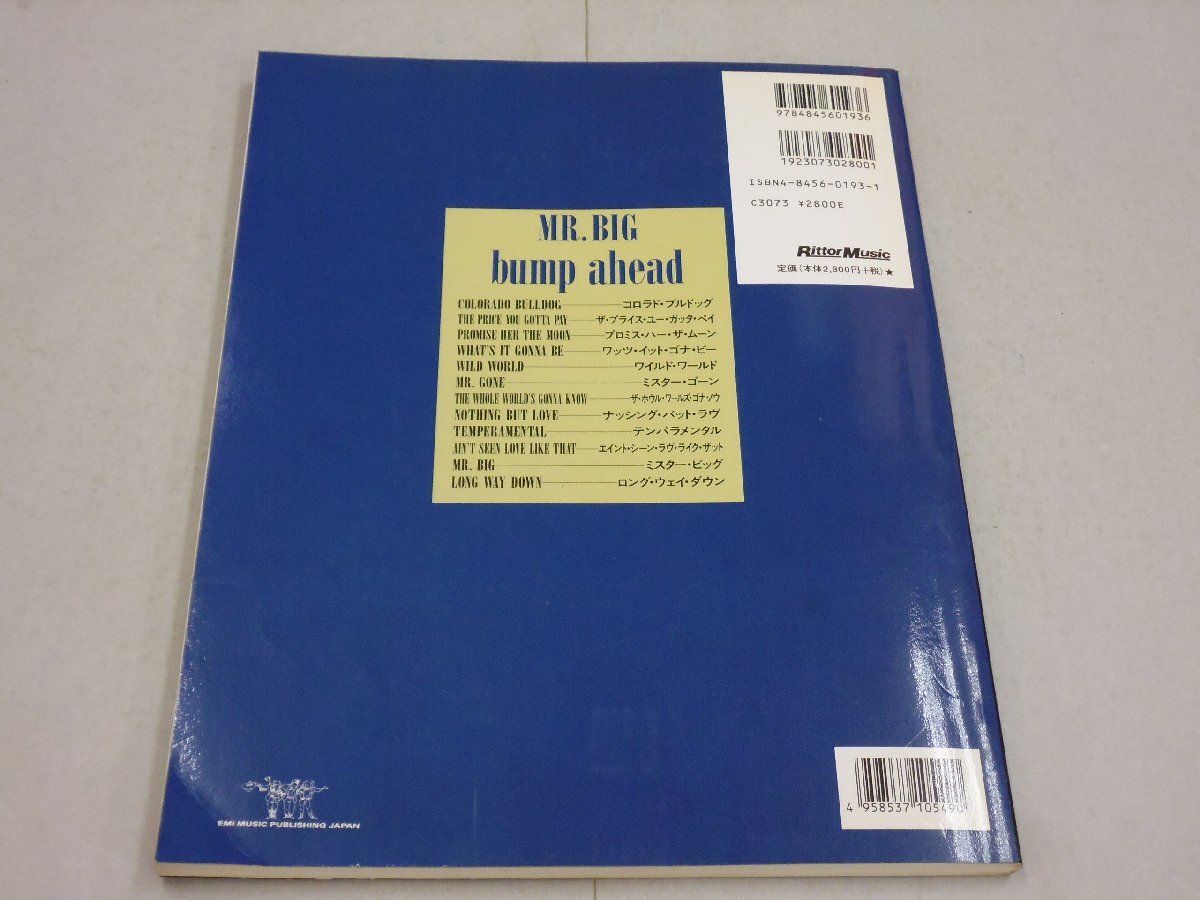 9784845601936
1923073028001
ISBN4-8456-0193-1
C3073 ¥2800E
RittorMusic
定価(本体2,800円+税)★
MR. BIG
bump ahead
COLORADO BULLDOG コロラド・ブルドッグ
THE PRICE YOU GOTTA PAY ザ・プライス・ユー・ガッタ・ペイ
PROMISE HER THE MOON プロミス・ハー・ザ・ムーン
WHAT'S IT GONNA BE ワッツ・イット・ゴナ・ビー
WILD WORLD ワイルド・ワールド
MR. GONE ミスター・ゴーン
THE WHOLE WORLD'S GONNA KNOW ザ・ホウル・ワールズ・ゴナ・ノウ
NOTHING BUT LOVE ナッシング・バット・ラヴ
TEMPERAMENTAL テンパラメンタル
AIN'T SEEN LOVE LIKE THAT エイント・シーン・ラヴ・ライク・ザット
MR. BIG ミスター・ビッグ
LONG WAY DOWN ロング・ウェイ・ダウン
EMI MUSIC PUBLISHING JAPAN
4 958537 105490